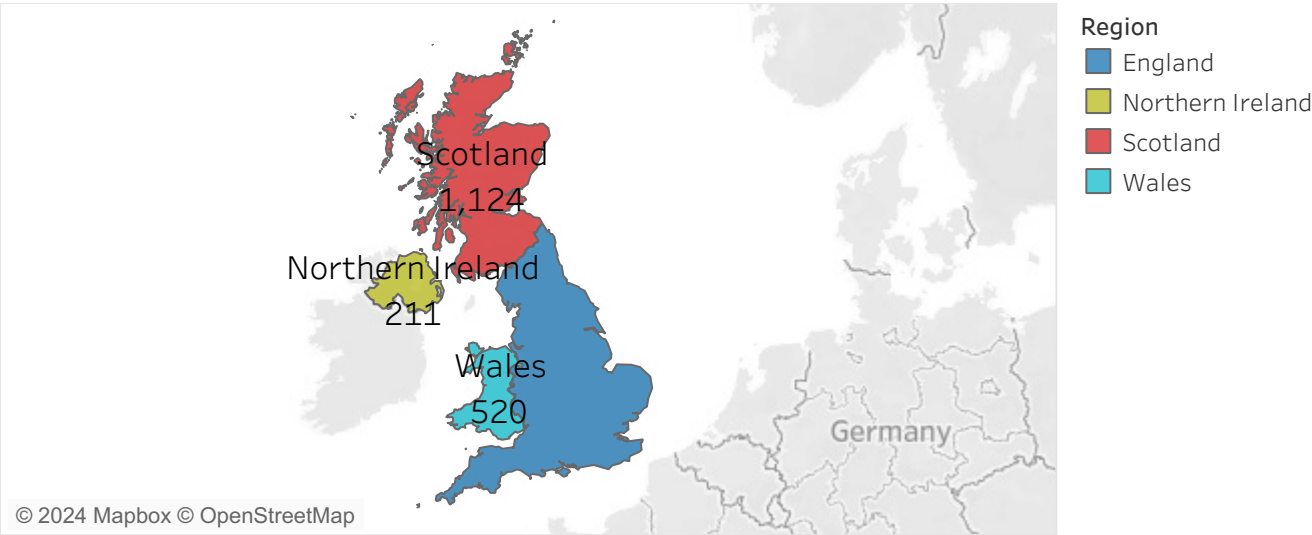 Scotland
1,124
Northern Ireland
211
Wales
520
Germany
© 2024 Mapbox © OpenStreetMap
Region
England
Northern Ireland
Scotland
Wales